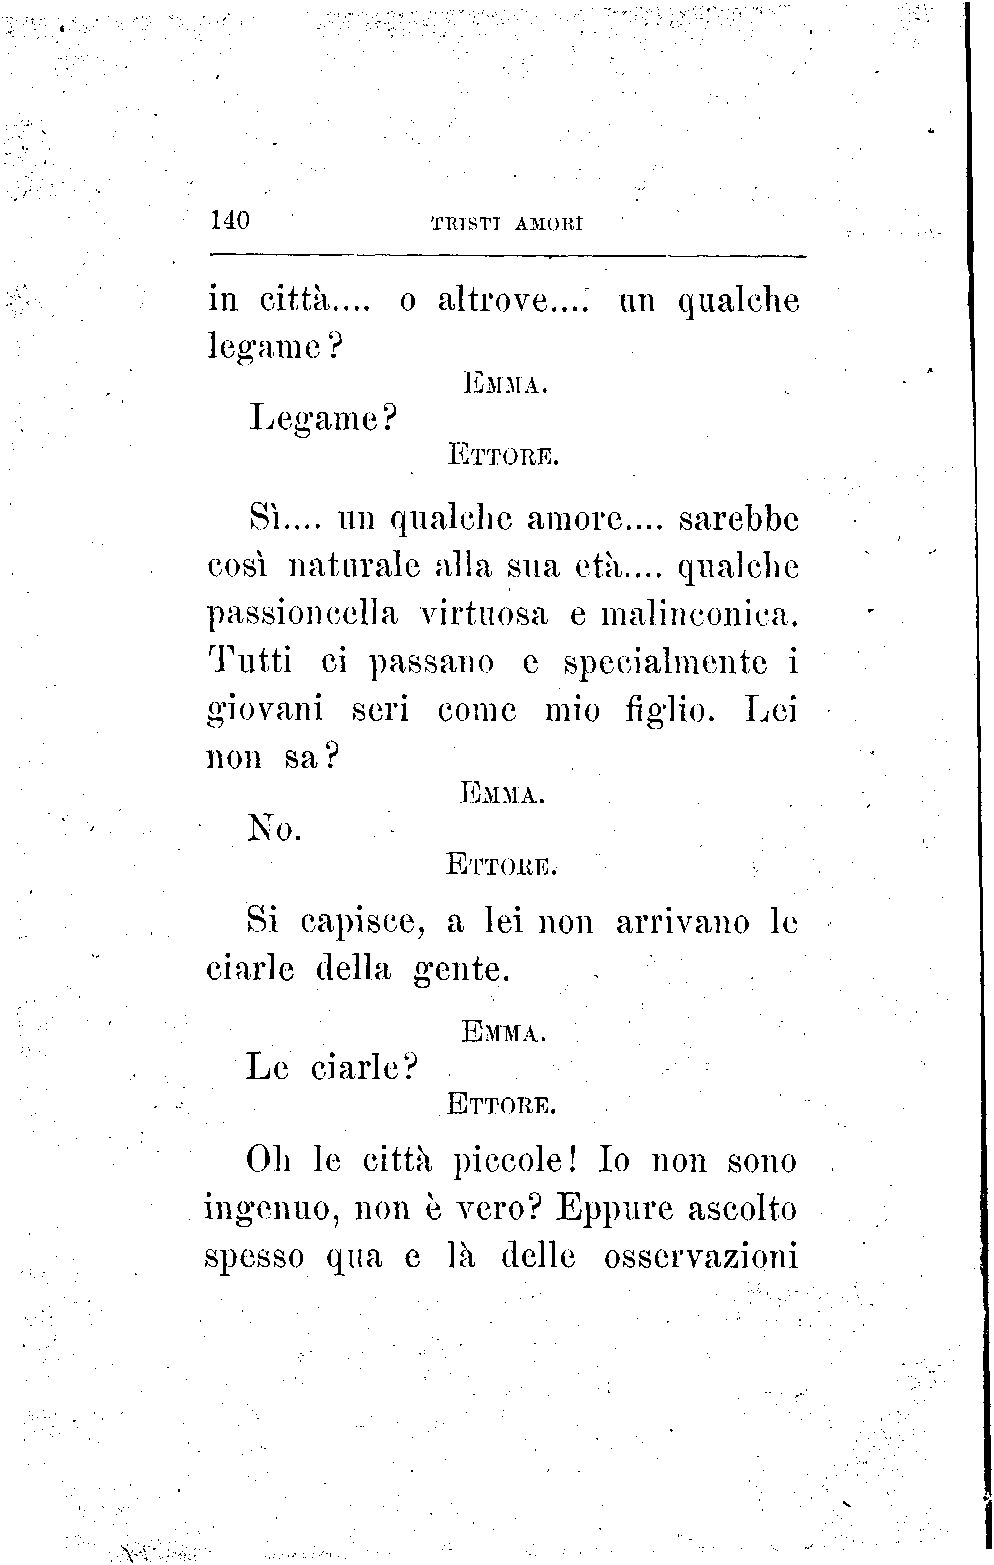 140 TRISTI AMORI
in città.... o altrove.... un qualche
legame?
EMMA.
Legame?
ETTORE.
Sì.... un qualche amore.... sarebbe
così naturale alla sua età.... qualche
passioncella virtuosa e malinconica.
Tutti ci passano e specialmente i
giovani seri come mio figlio. Lei
non sa?
EMMA.
No.
ETTORE.
Si capisce, a lei non arrivano le
ciarle della gente.
EMMA.
Le ciarle?
ETTORE.
Oh le città piccole! Io non sono
ingenuo, non è vero? Eppure ascolto
spesso qua e là delle osservazioni